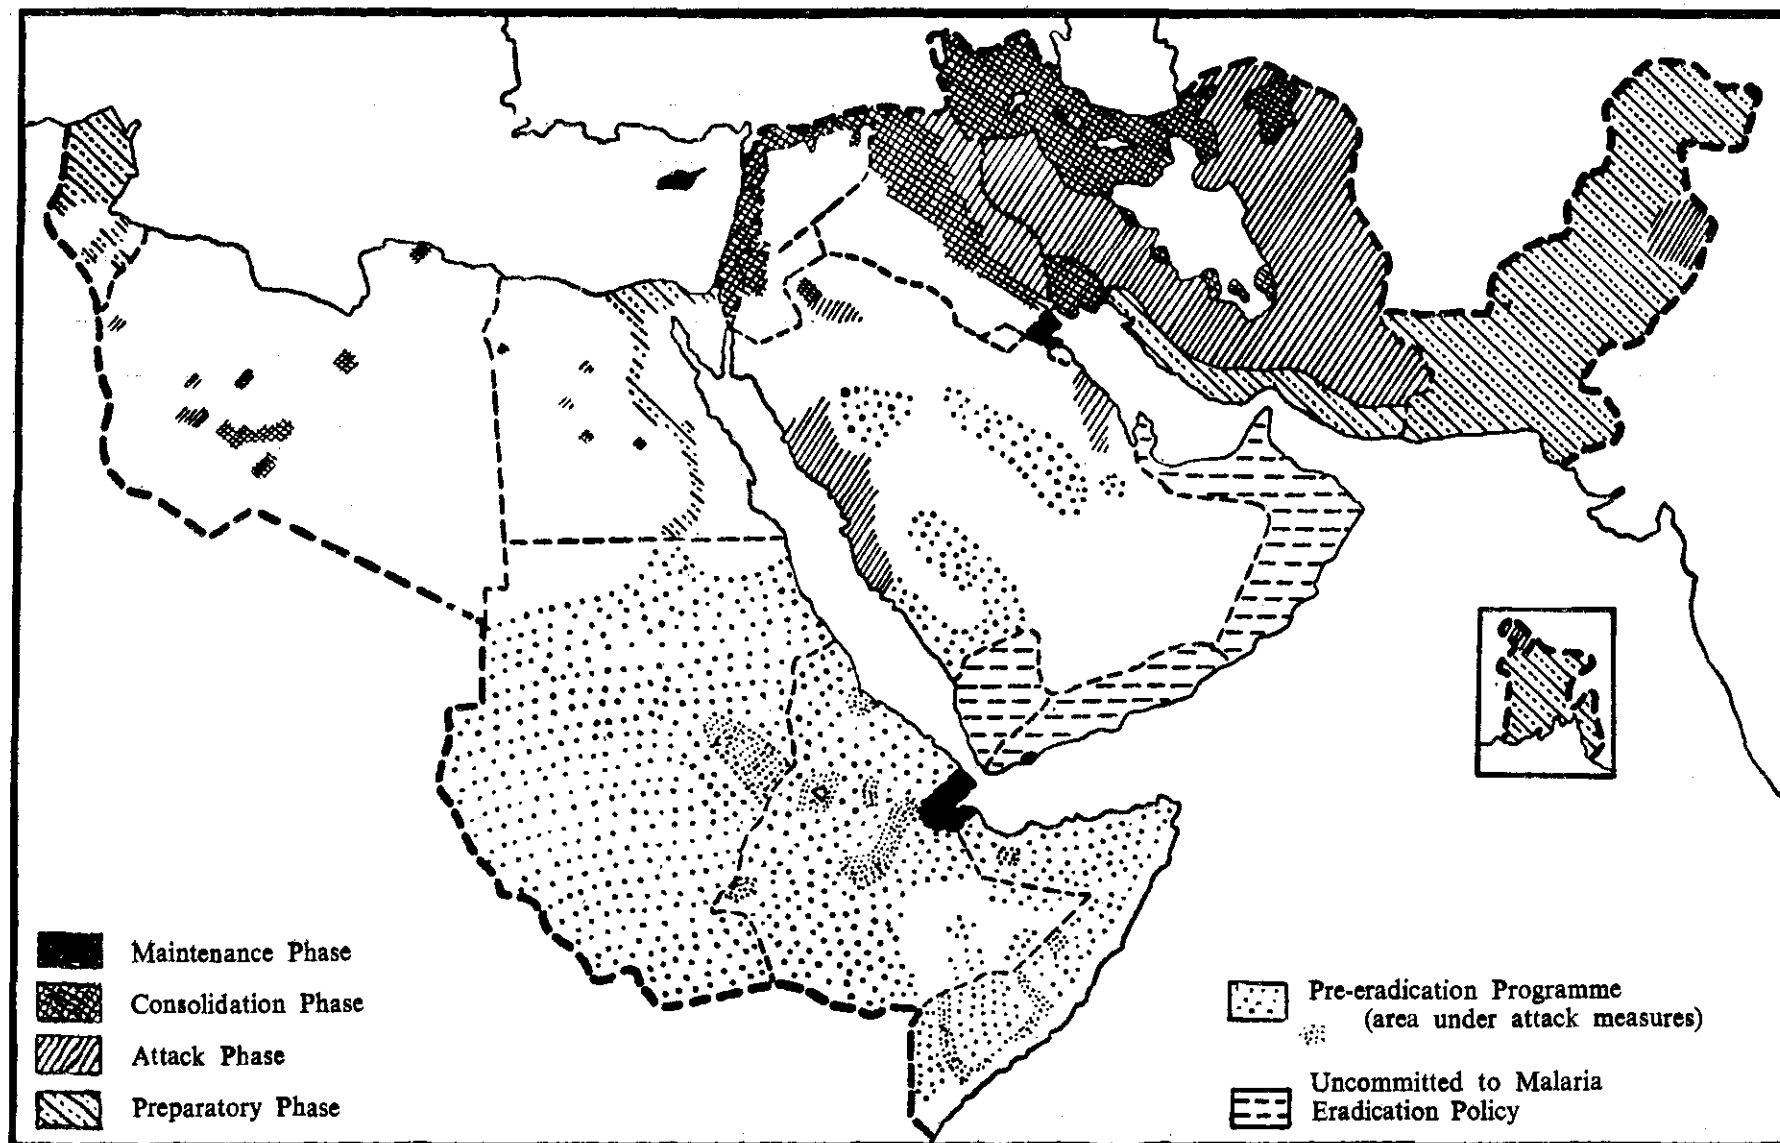 Maintenance Phase
Consolidation Phase
Attack Phase
Preparatory Phase
Pre-eradication Programme
(area under attack measures)
Uncommitted to Malaria
Eradication Policy